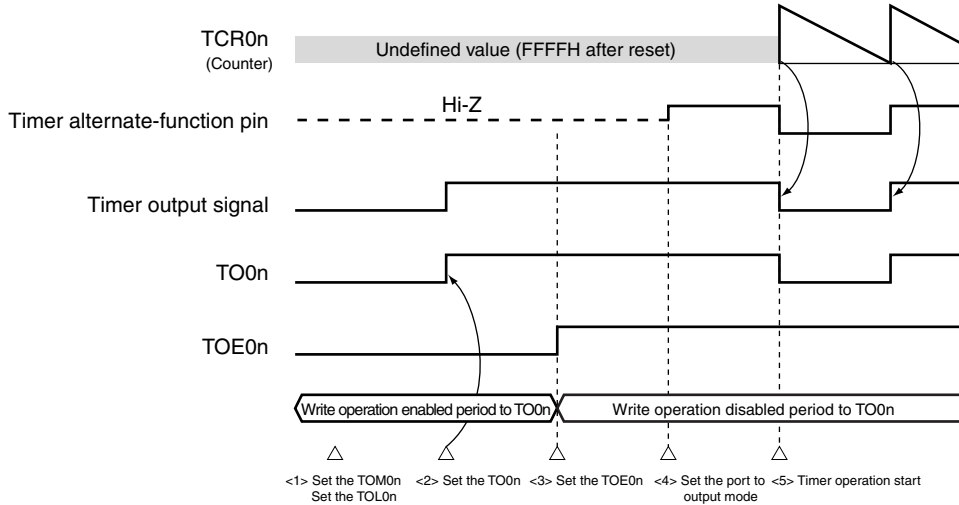 TCR0n
(Counter)
Undefined value (FFFFH after reset)
Hi-Z
Timer alternate-function pin
Timer output signal
TO0n
TOE0n
Write operation enabled period to TO0n
Write operation disabled period to TO0n
<1> Set the TOM0n
Set the TOL0n
<2> Set the TO0n
<3> Set the TOE0n
<4> Set the port to
output mode
<5> Timer operation start